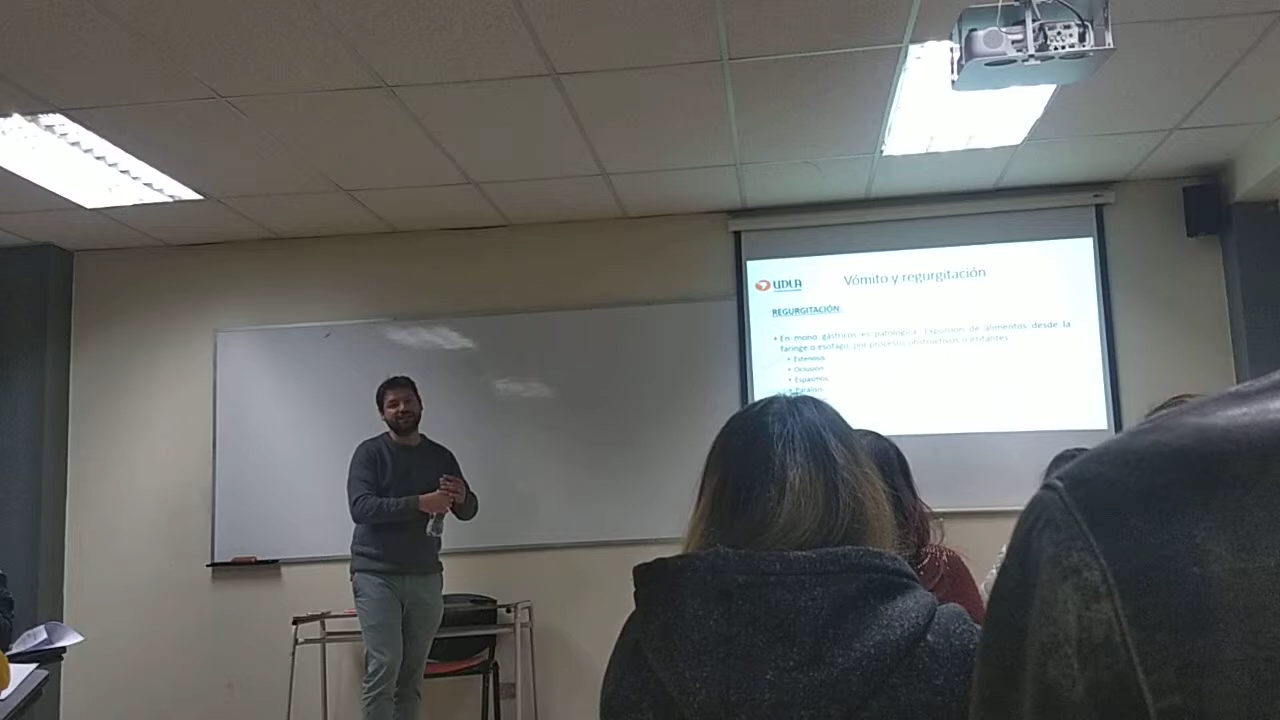 UDLA
Vómito y regurgitación
REGURGITACIÓN:
• En mono gástricos es patológica. Expulsión de alimentos desde la
faringe o esófago, por procesos obstructivos o irritantes
• Estenosis
• Oclusión
• Espasmos
• Parálisis